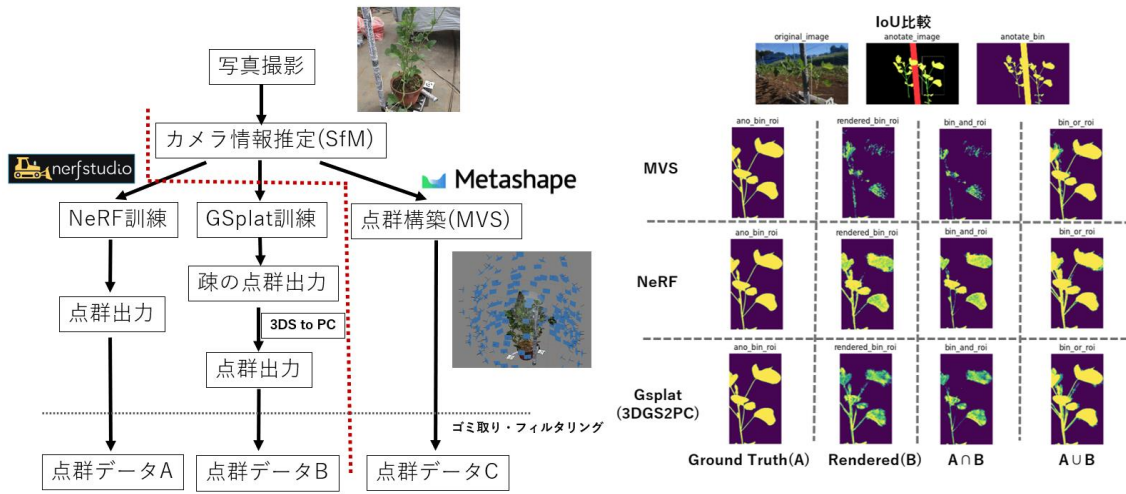 写真撮影
カメラ情報推定(SfM)
nerfstudio
Metashape
NeRF訓練
GSplat訓練
点群構築(MVS)
疎の点群出力
点群出力
3DS to PC
点群出力
ゴミ取り・フィルタリング
点群データA
点群データB
点群データC
IoU比較
original_image
anotate_image
anotate_bin
ano_bin_roi
rendered_bin_roi
bin_and_roi
bin_or_roi
MVS
ano_bin_roi
rendered_bin_roi
bin_and_roi
bin_or_roi
NeRF
ano_bin_roi
rendered_bin_roi
bin_and_roi
bin_or_roi
Gsplat
(3DGS2PC)
Ground Truth(A)
Rendered(B)
A∩B
A∪B